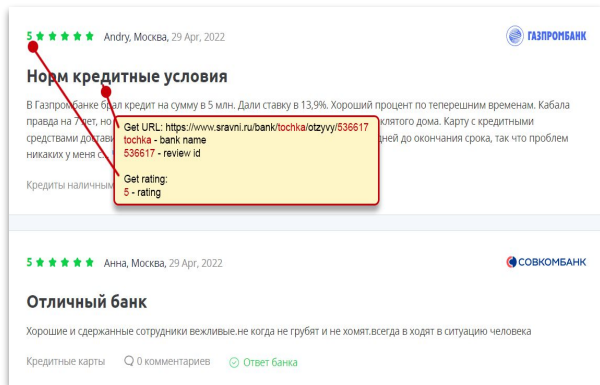 5 Andry, Москва, 29 Apr, 2022 ГАЗПРОМБАНК
Норм кредитные условия
В Газпромбанке брал кредит на сумму в 5 млн. Дали ставку в 13,9%. Хороший процент по теперешним временам. Кабала
правда на 7 лет, но клятого дома. Карту с кредитными
средствами достави дней до окончания срока, так что проблем
никаких у меня с...
Get URL: https://www.sravni.ru/bank/tochka/otzyvy/536617
tochka - bank name
536617 - review id
Get rating:
5 - rating
Кредиты наличным
5 Анна, Москва, 29 Apr, 2022 СОВКОМБАНК
Отличный банк
Хорошие и сдержанные сотрудники вежливые.не когда не грубят и не хомят.всегда в ходят в ситуацию человека
Кредитные карты 0 комментариев Ответ банка